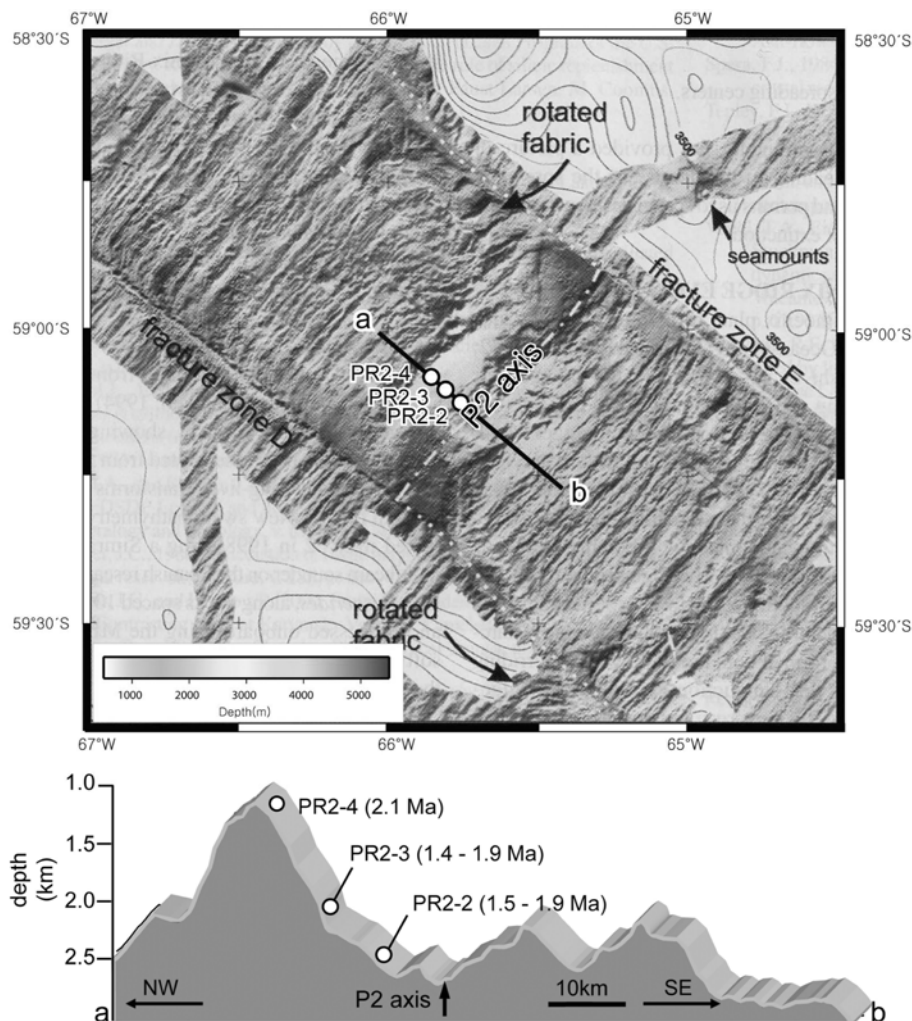 67°W 66°W 65°W
58°30´S 58°30´S
rotated
fabric
3500
seamounts
fracture zone E
3500
59°00´S 59°00´S
a
PR2-4
PR2-3
PR2-2
P2 axis
fracture zone D
b
59°30´S 59°30´S
rotated
fabric
1000 2000 3000 4000 5000
Depth(m)
67°W 66°W 65°W
depth
(km)
1.0
1.5
2.0
2.5
PR2-4 (2.1 Ma)
PR2-3 (1.4 - 1.9 Ma)
PR2-2 (1.5 - 1.9 Ma)
NW
P2 axis
10km
SE
a b